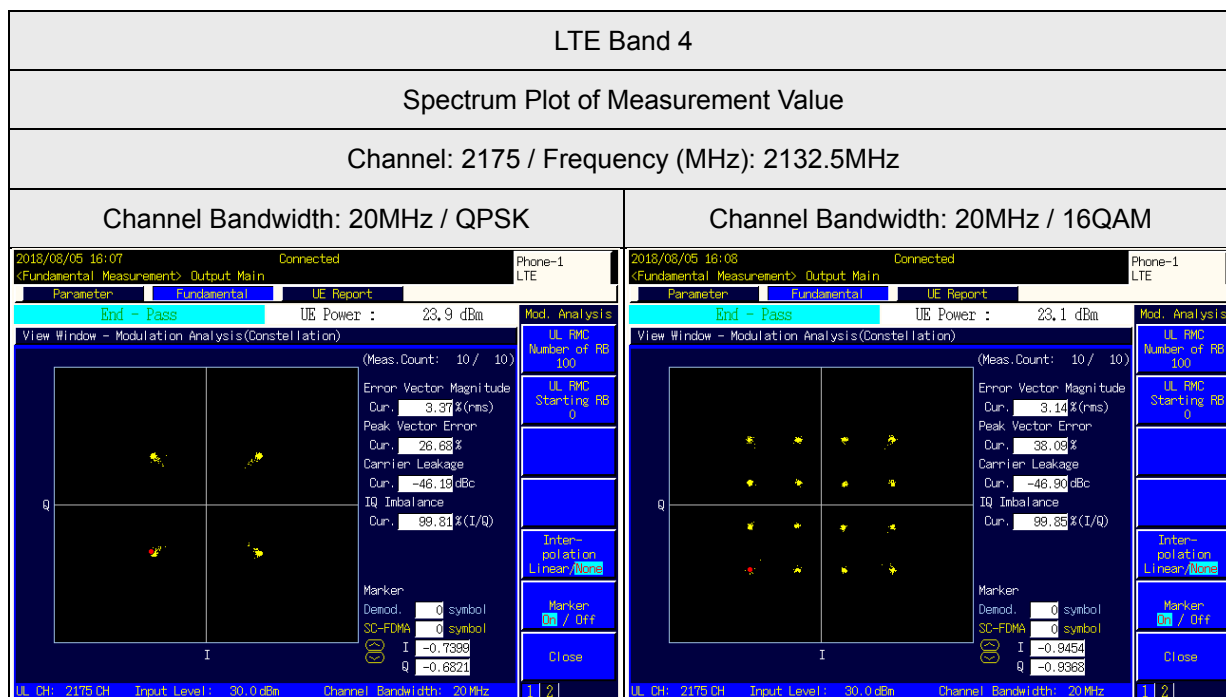 LTE Band 4
Spectrum Plot of Measurement Value
Channel: 2175 / Frequency (MHz): 2132.5MHz
Channel Bandwidth: 20MHz / QPSK
Channel Bandwidth: 20MHz / 16QAM
2018/08/05 16:07 Connected
<Fundamental Measurement> Output Main
Phone-1
LTE
Parameter Fundamental UE Report
End - Pass UE Power : 23.9 dBm
Mod. Analysis
View Window - Modulation Analysis(Constellation)
(Meas.Count: 10/ 10)
Error Vector Magnitude
Cur. 3.37 %(rms)
Peak Vector Error
Cur. 26.68 %
Carrier Leakage
Cur. -46.19 dBc
IQ Imbalance
Cur. 99.81 %(I/Q)
Marker
Demod. 0 symbol
SC-FDMA 0 symbol
I -0.7399
Q -0.6821
Q
I
UL RMC
Number of RB
100
UL RMC
Starting RB
0
Inter-
polation
Linear/None
Marker
On / Off
Close
UL CH: 2175 CH Input Level: 30.0 dBm Channel Bandwidth: 20 MHz
1 2
2018/08/05 16:08 Connected
<Fundamental Measurement> Output Main
Phone-1
LTE
Parameter Fundamental UE Report
End - Pass UE Power : 23.1 dBm
Mod. Analysis
View Window - Modulation Analysis(Constellation)
(Meas.Count: 10/ 10)
Error Vector Magnitude
Cur. 3.14 %(rms)
Peak Vector Error
Cur. 38.09 %
Carrier Leakage
Cur. -46.90 dBc
IQ Imbalance
Cur. 99.85 %(I/Q)
Marker
Demod. 0 symbol
SC-FDMA 0 symbol
I -0.9454
Q -0.9368
Q
I
UL RMC
Number of RB
100
UL RMC
Starting RB
0
Inter-
polation
Linear/None
Marker
On / Off
Close
UL CH: 2175 CH Input Level: 30.0 dBm Channel Bandwidth: 20 MHz
1 2